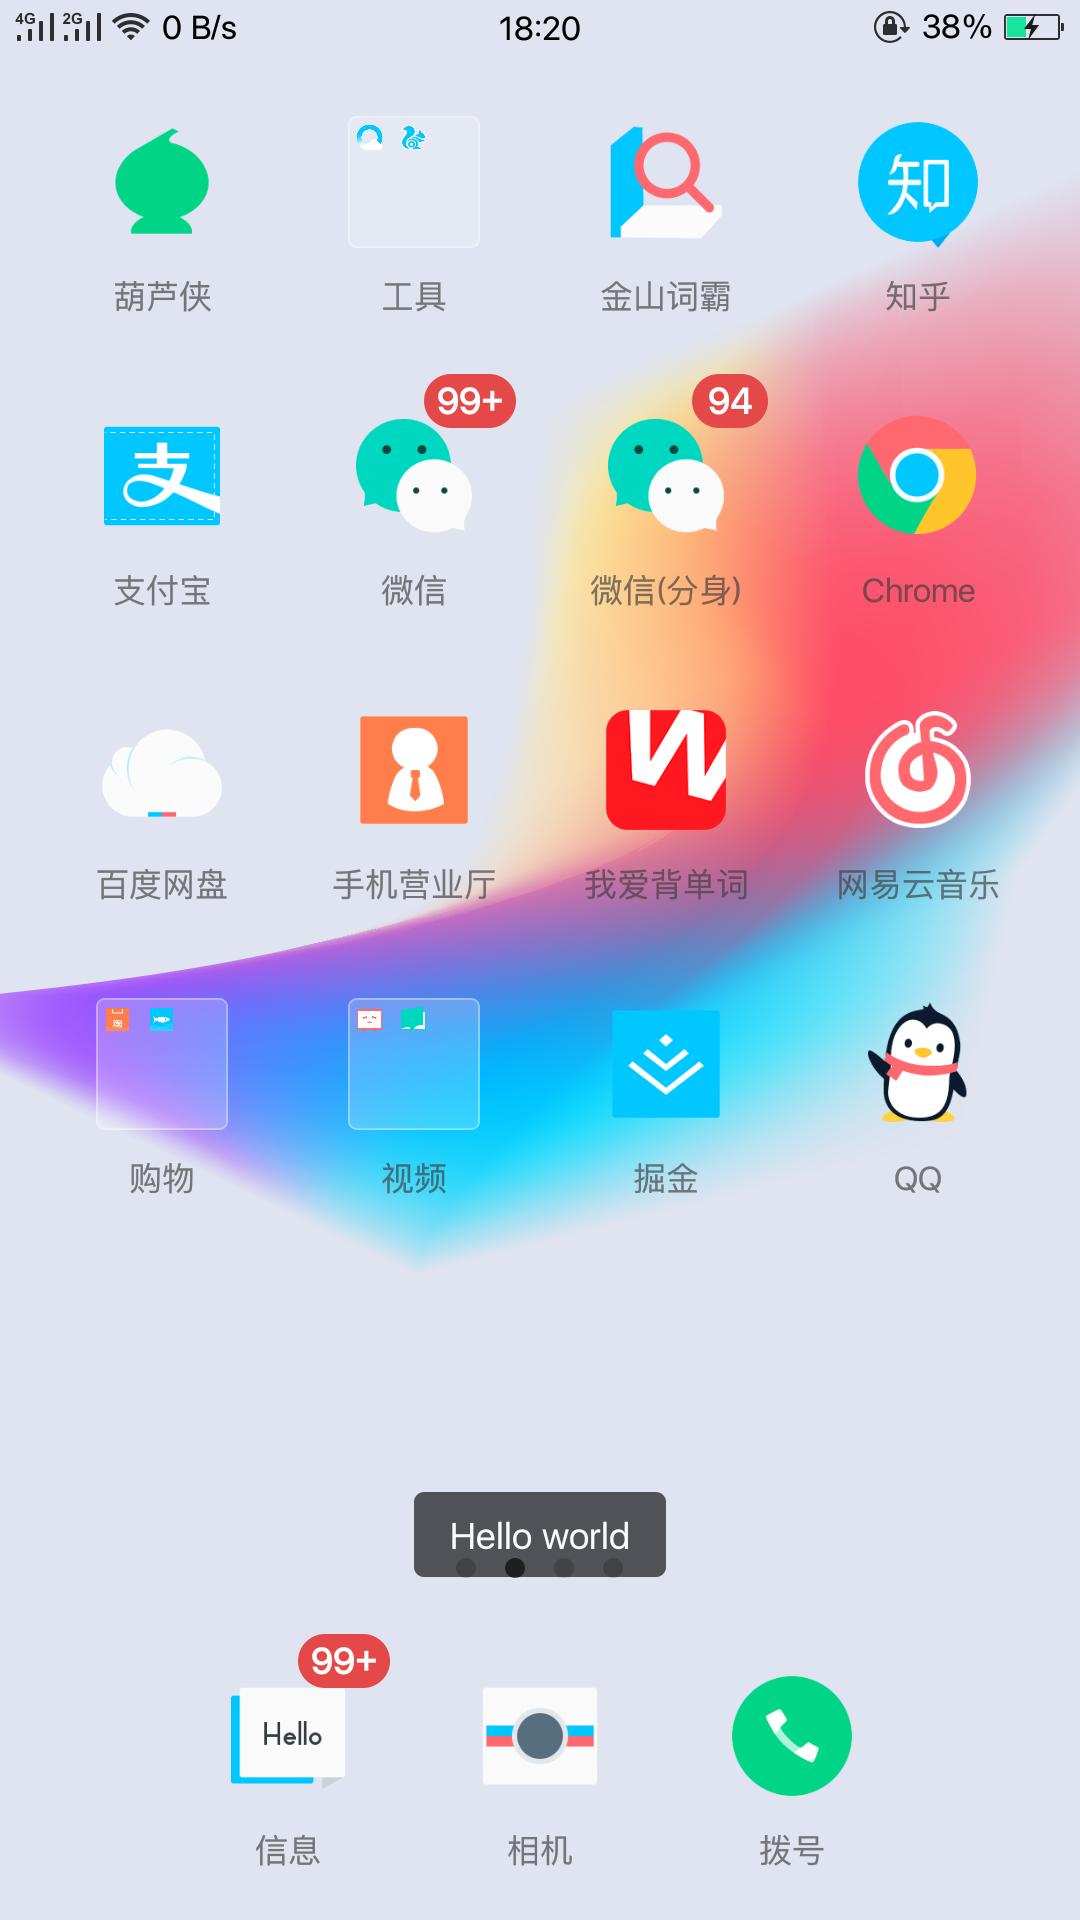 4G 2G 0 B/s 18:20 38%
知
葫芦侠 工具 金山词霸 知乎
99+ 94
支
支付宝 微信 微信(分身) Chrome
W
百度网盘 手机营业厅 我爱背单词 网易云音乐
淘
购物 视频 掘金 QQ
Hello world
99+
Hello
信息 相机 拨号